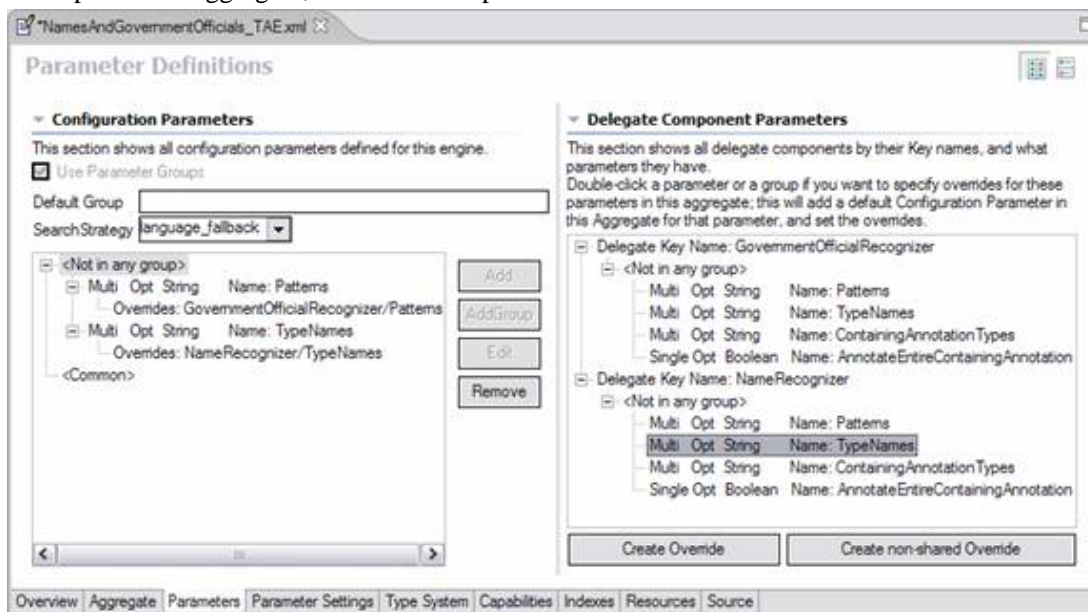 *NamesAndGovernmentOfficials_TAE.xml
Parameter Definitions
Configuration Parameters
This section shows all configuration parameters defined for this engine.
Use Parameter Groups
Default Group
SearchStrategy language_fallback
<Not in any group>
Multi Opt String Name: Patterns
Overrides: GovernmentOfficialRecognizer/Patterns
Multi Opt String Name: TypeNames
Overrides: NameRecognizer/TypeNames
<Common>
Add
AddGroup
Edit
Remove
Delegate Component Parameters
This section shows all delegate components by their Key names, and what
parameters they have.
Double-click a parameter or a group if you want to specify overrides for these
parameters in this aggregate; this will add a default Configuration Parameter in
this Aggregate for that parameter, and set the overrides.
Delegate Key Name: GovernmentOfficialRecognizer
<Not in any group>
Multi Opt String Name: Patterns
Multi Opt String Name: TypeNames
Multi Opt String Name: ContainingAnnotationTypes
Single Opt Boolean Name: AnnotateEntireContainingAnnotation
Delegate Key Name: NameRecognizer
<Not in any group>
Multi Opt String Name: Patterns
Multi Opt String Name: TypeNames
Multi Opt String Name: ContainingAnnotationTypes
Single Opt Boolean Name: AnnotateEntireContainingAnnotation
Create Override
Create non-shared Override
Overview Aggregate Parameters Parameter Settings Type System Capabilities Indexes Resources Source